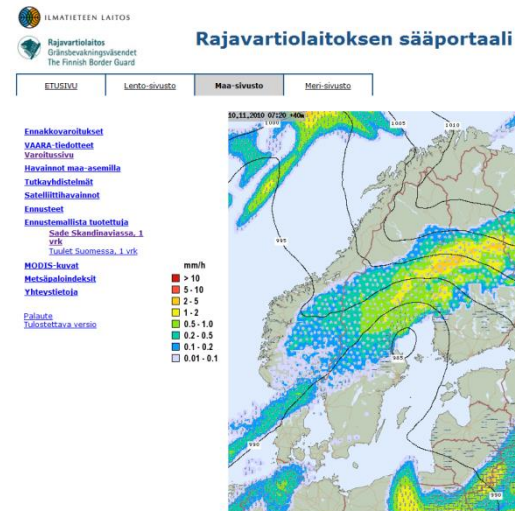 ILMATIETEEN LAITOS
Rajavartiolaitos
Gränsbevakningsväsendet
The Finnish Border Guard
Rajavartiolaitoksen sääportaali
ETUSIVU
Lento-sivusto
Maa-sivusto
Meri-sivusto
10.11.2010 07:20 +40m
Ennakkovaroitukset
VAARA-tiedotteet
Varoitussivu
Havainnot maa-asemilla
Tutkayhdistelmät
Satelliittihavainnot
Ennusteet
Ennustemallista tuotettuja
Sade Skandinaviassa, 1
vrk
Tuulet Suomessa, 1 vrk
MODIS-kuvat
Metsäpaloindeksit
Yhteystietoja
Palaute
Tulostettava versio
mm/h
> 10
5 - 10
2 - 5
1 - 2
0.5 - 1.0
0.2 - 0.5
0.1 - 0.2
0.01 - 0.1
1000
1005
1010
995
985
990
990